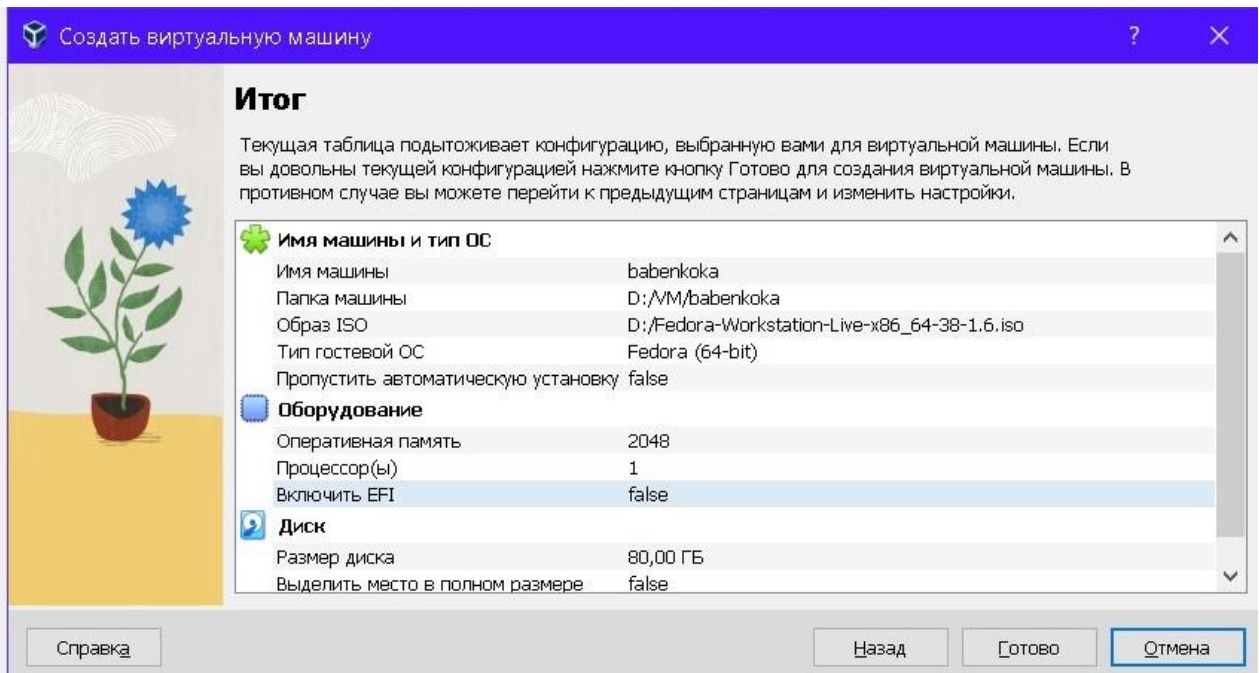 Создать виртуальную машину
?
Итог
Текущая таблица подытоживает конфигурацию, выбранную вами для виртуальной машины. Если
вы довольны текущей конфигурацией нажмите кнопку Готово для создания виртуальной машины. В
противном случае вы можете перейти к предыдущим страницам и изменить настройки.
Имя машины и тип ОС
Имя машины babenkoka
Папка машины D:/VM/babenkoka
Образ ISO D:/Fedora-Workstation-Live-x86_64-38-1.6.iso
Тип гостевой ОС Fedora (64-bit)
Пропустить автоматическую установку false
Оборудование
Оперативная память 2048
Процессор(ы) 1
Включить EFI false
Диск
Размер диска 80,00 ГБ
Выделить место в полном размере false
Справка Назад Готово Отмена